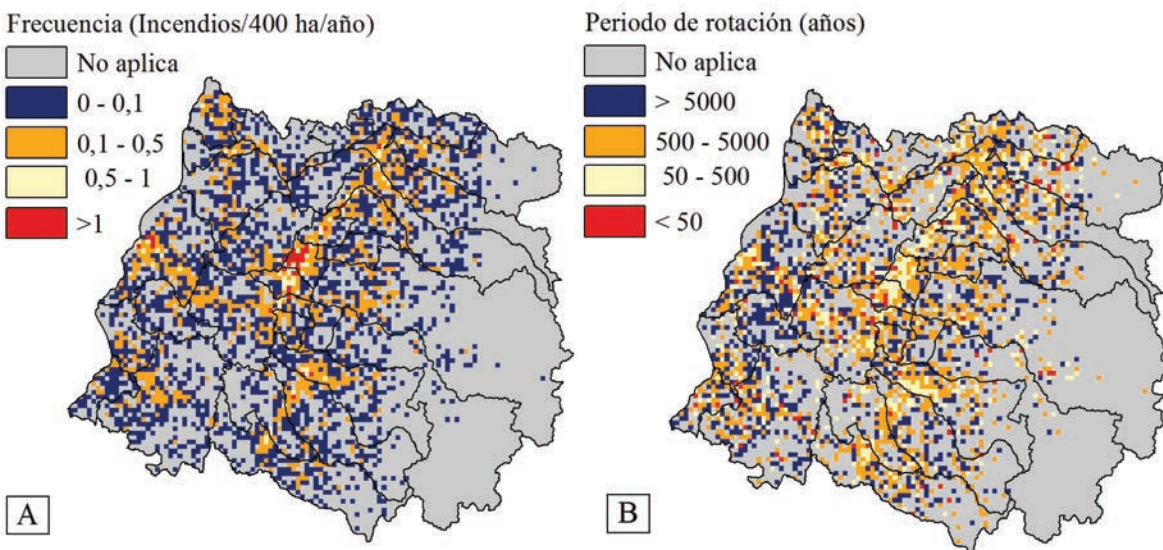 Frecuencia (Incendios/400 ha/año)
No aplica
0 - 0,1
0,1 - 0,5
0,5 - 1
>1
A
Periodo de rotación (años)
No aplica
> 5000
500 - 5000
50 - 500
< 50
B